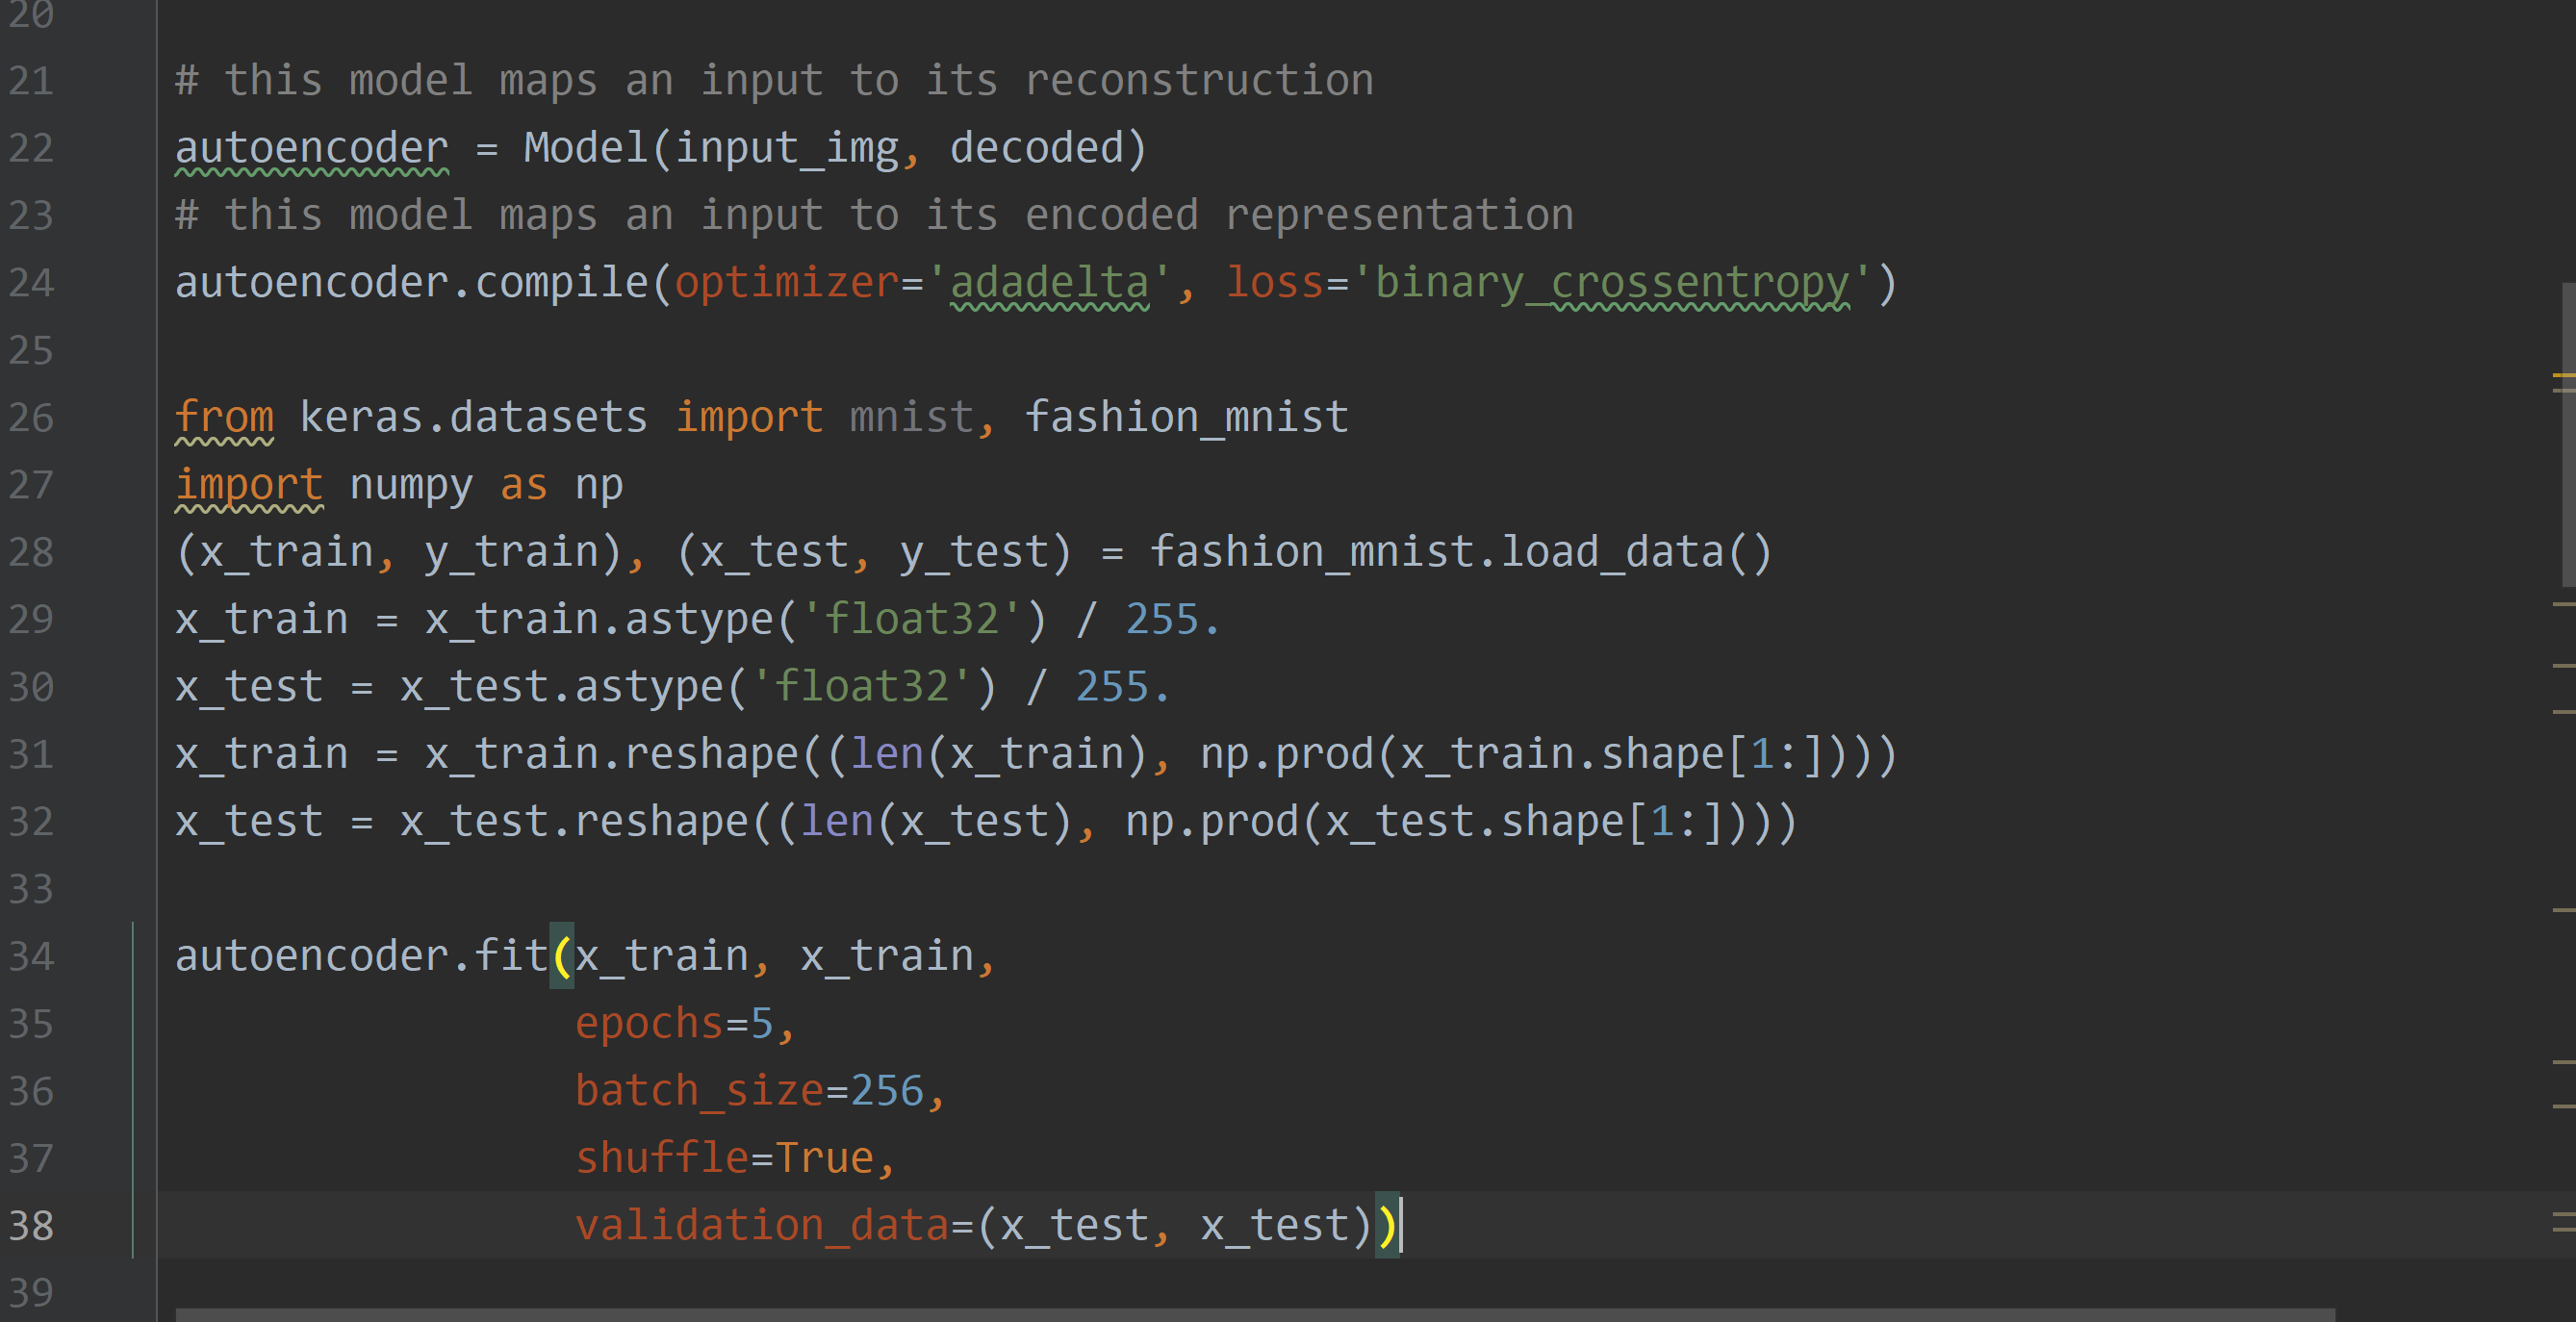 20
21 # this model maps an input to its reconstruction
22 autoencoder = Model(input_img, decoded)
23 # this model maps an input to its encoded representation
24 autoencoder.compile(optimizer='adadelta', loss='binary_crossentropy')
25
26 from keras.datasets import mnist, fashion_mnist
27 import numpy as np
28 (x_train, y_train), (x_test, y_test) = fashion_mnist.load_data()
29 x_train = x_train.astype('float32') / 255.
30 x_test = x_test.astype('float32') / 255.
31 x_train = x_train.reshape((len(x_train), np.prod(x_train.shape[1:])))
32 x_test = x_test.reshape((len(x_test), np.prod(x_test.shape[1:])))
33
34 autoencoder.fit(x_train, x_train,
35                 epochs=5,
36                 batch_size=256,
37                 shuffle=True,
38                 validation_data=(x_test, x_test))
39